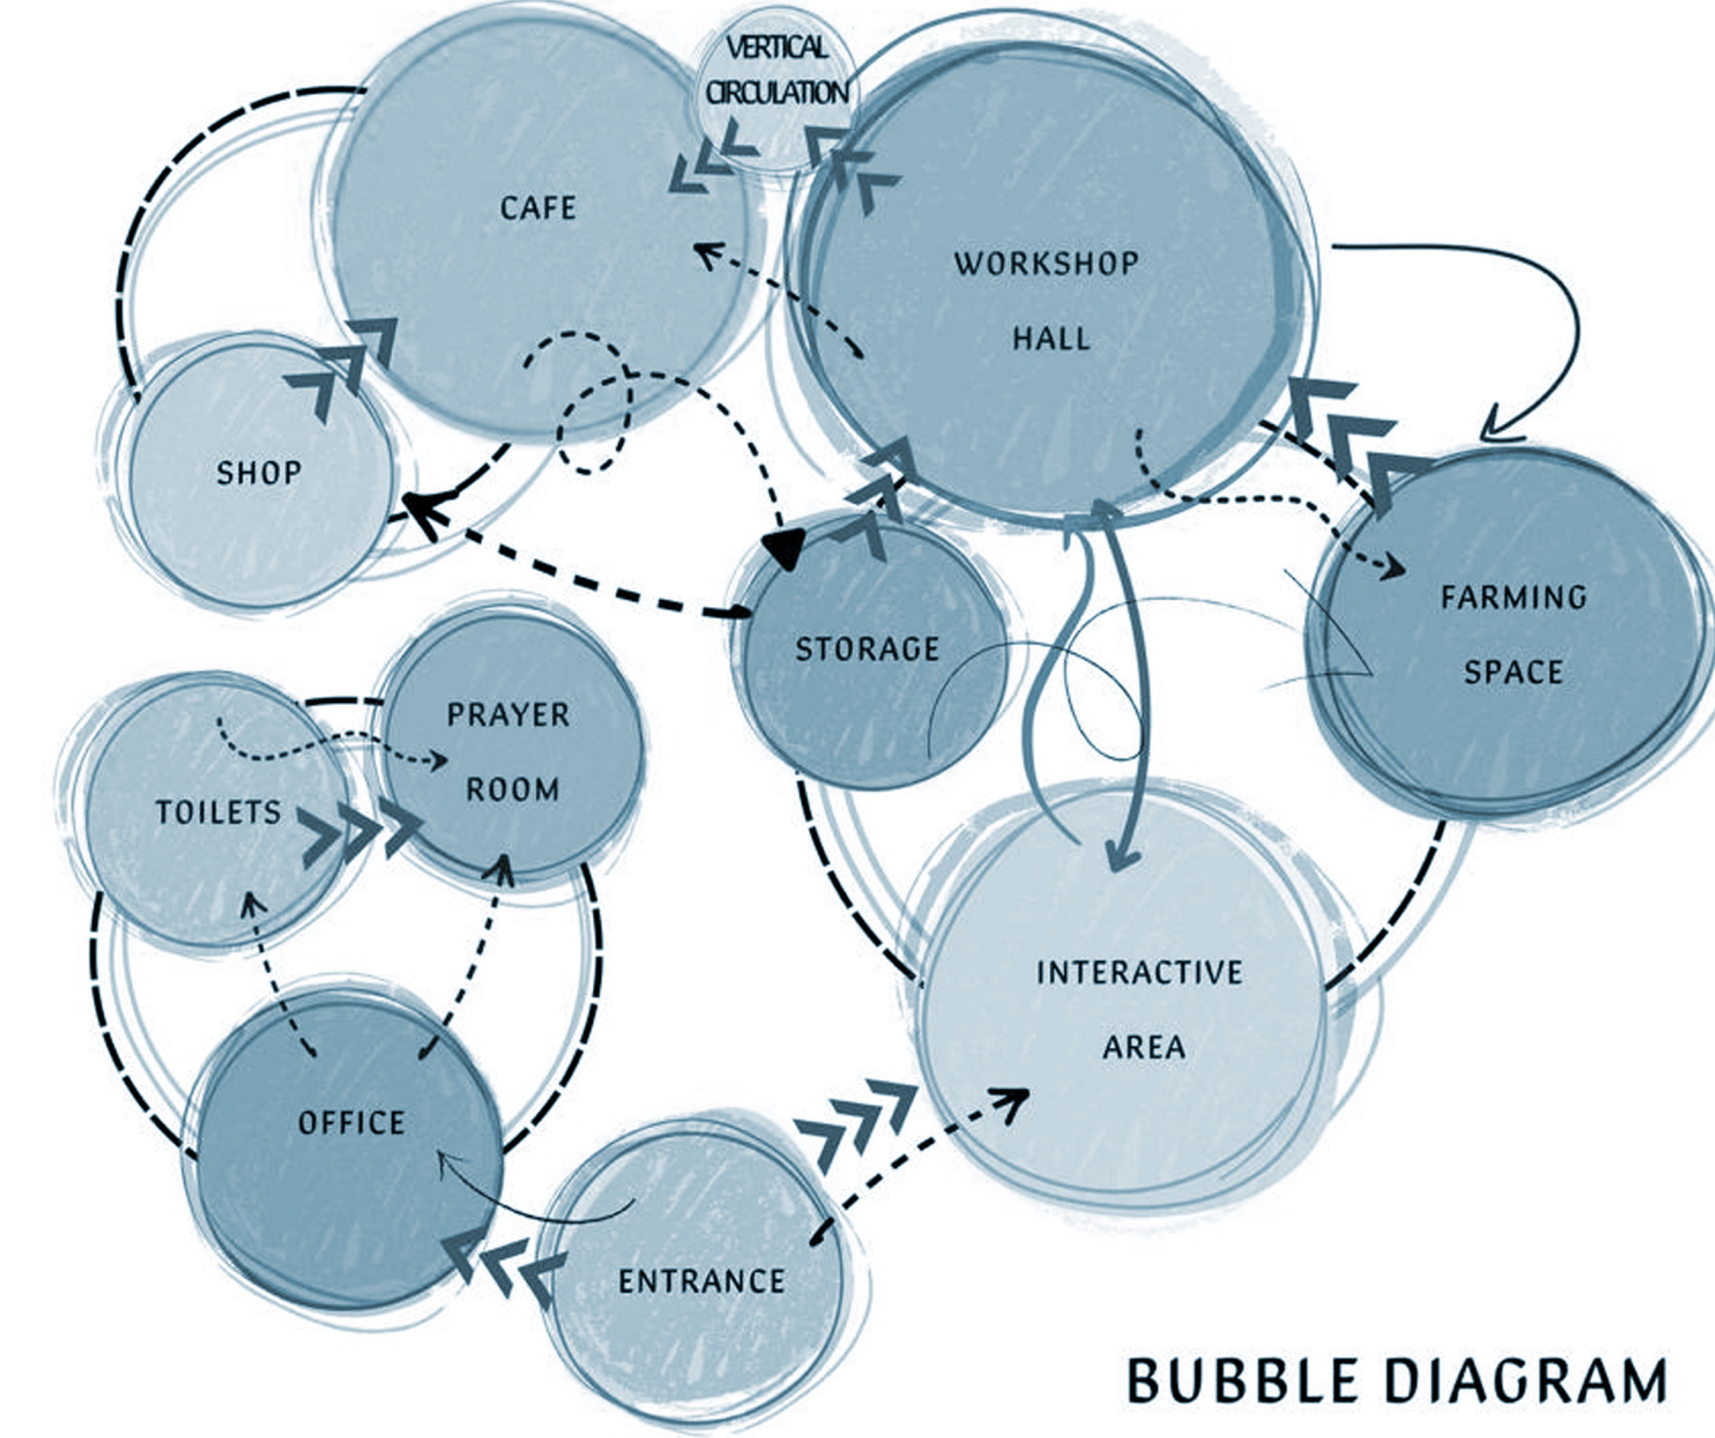 VERTICAL
CIRCULATION
CAFE
WORKSHOP
HALL
SHOP
FARMING
SPACE
STORAGE
PRAYER
ROOM
TOILETS
INTERACTIVE
AREA
OFFICE
ENTRANCE
BUBBLE DIAGRAM